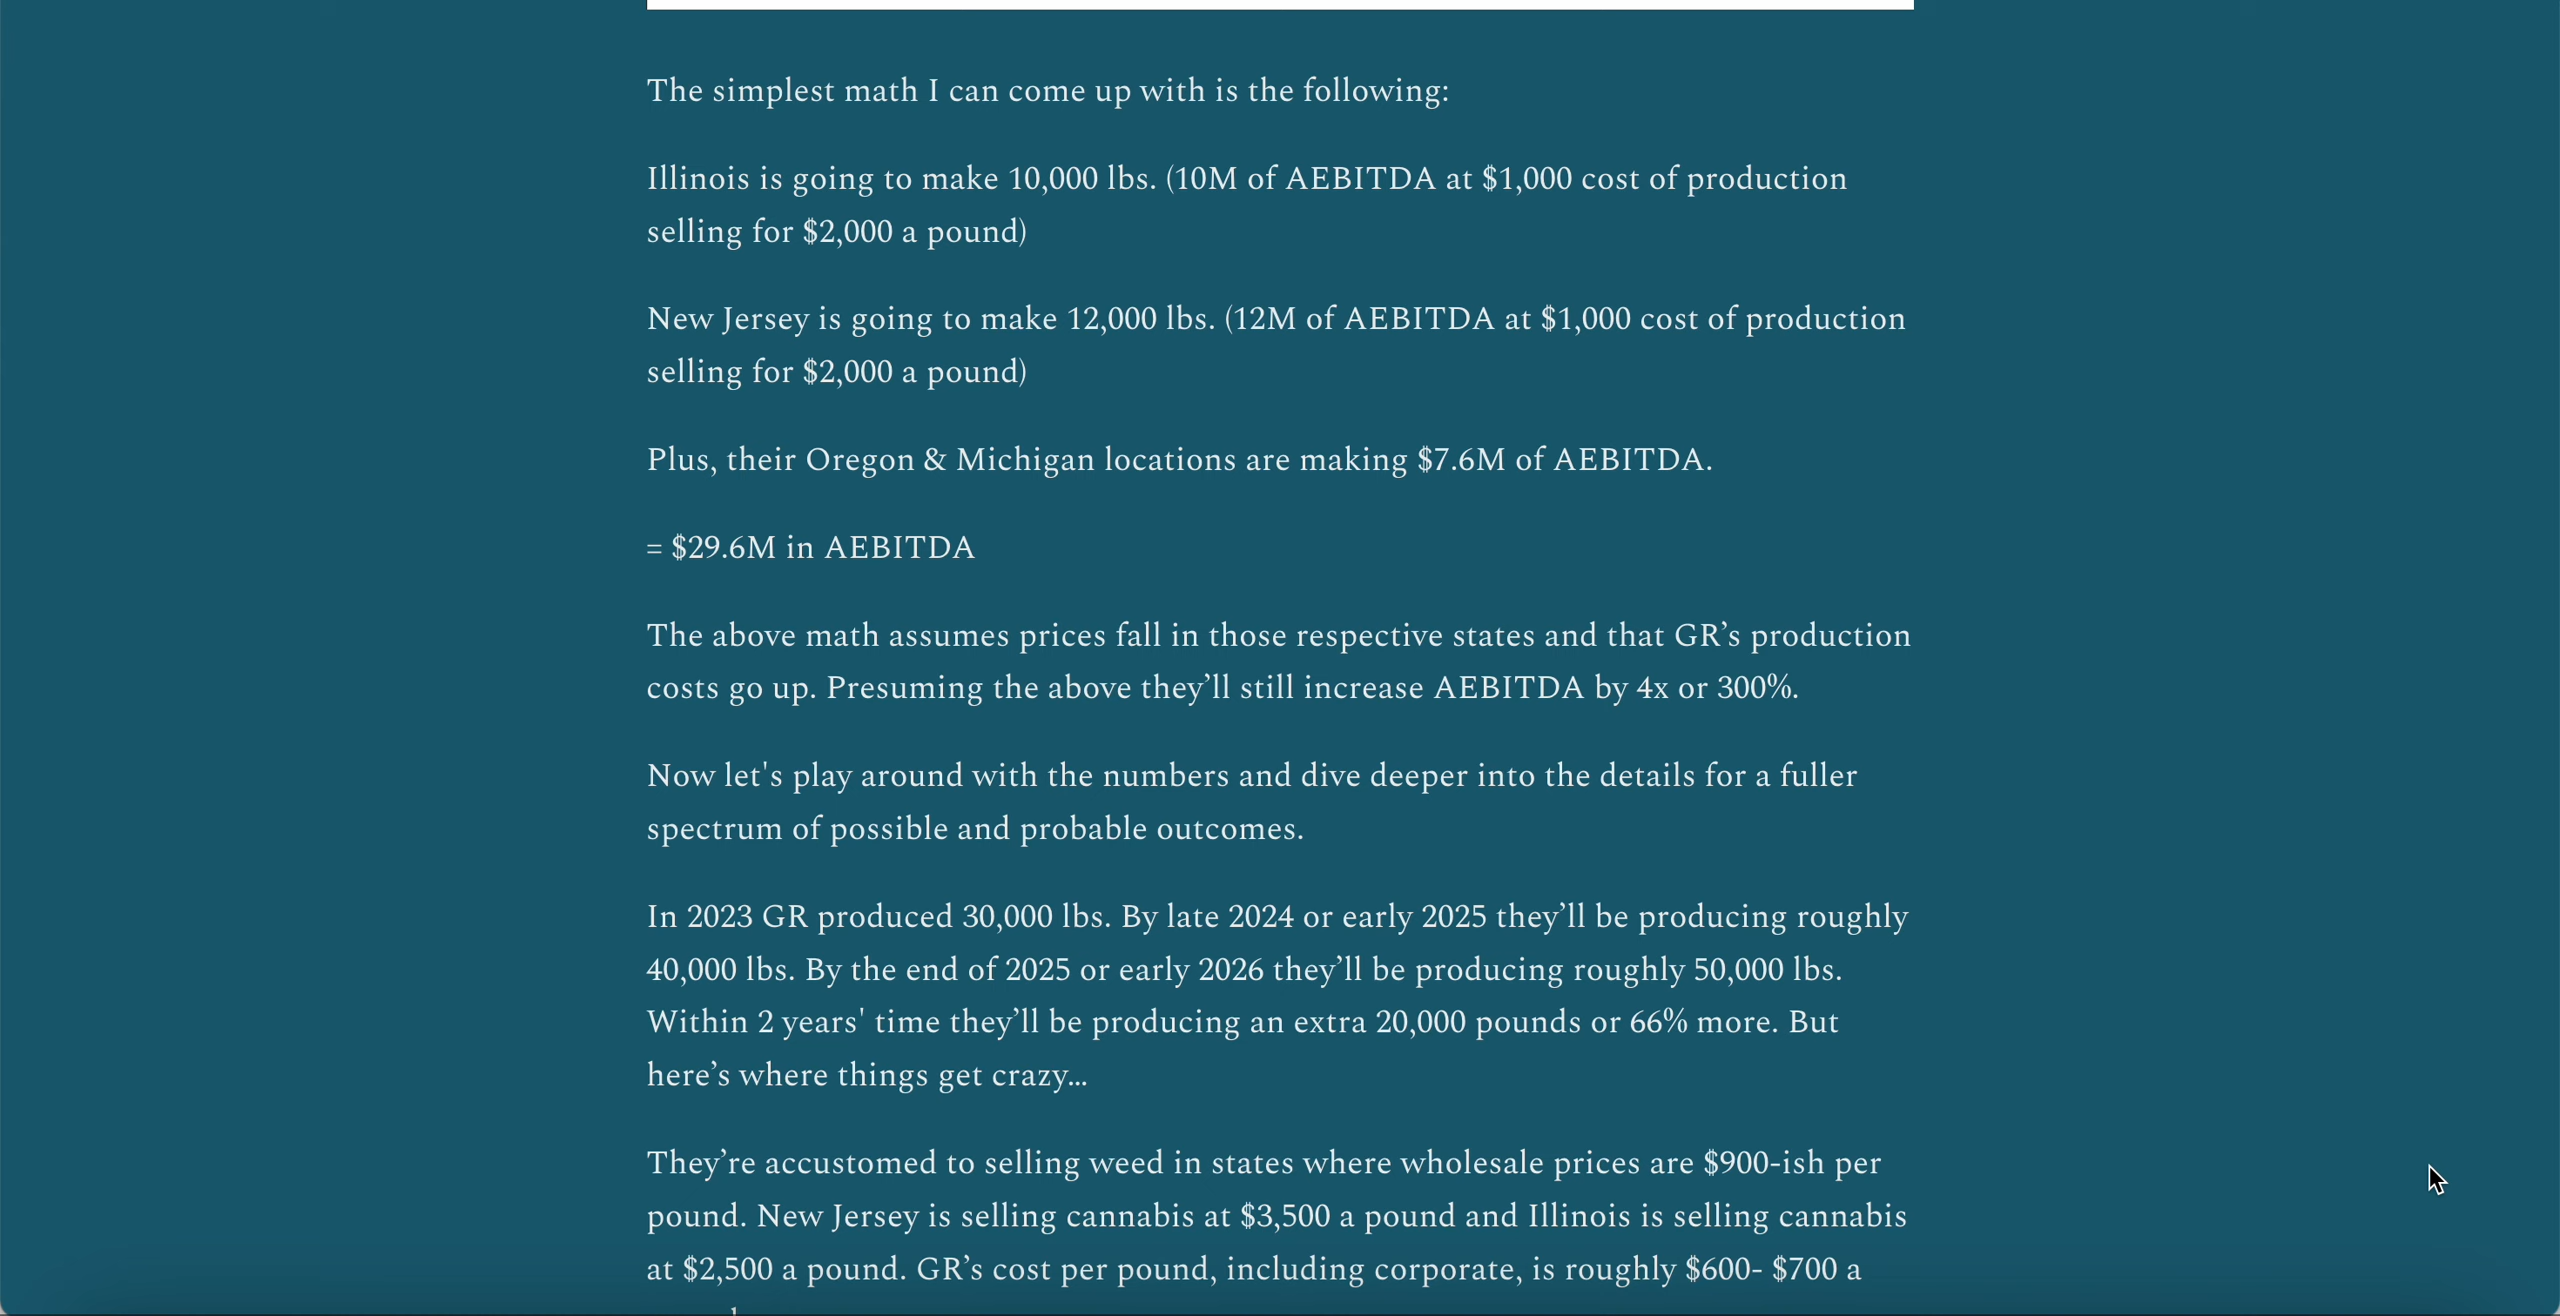 The simplest math I can come up with is the following:
Illinois is going to make 10,000 lbs. (10M of AEBITDA at $1,000 cost of production
selling for $2,000 a pound)
New Jersey is going to make 12,000 lbs. (12M of AEBITDA at $1,000 cost of production
selling for $2,000 a pound)
Plus, their Oregon & Michigan locations are making $7.6M of AEBITDA.
= $29.6M in AEBITDA
The above math assumes prices fall in those respective states and that GR’s production
costs go up. Presuming the above they’ll still increase AEBITDA by 4x or 300%.
Now let's play around with the numbers and dive deeper into the details for a fuller
spectrum of possible and probable outcomes.
In 2023 GR produced 30,000 lbs. By late 2024 or early 2025 they’ll be producing roughly
40,000 lbs. By the end of 2025 or early 2026 they’ll be producing roughly 50,000 lbs.
Within 2 years' time they’ll be producing an extra 20,000 pounds or 66% more. But
here’s where things get crazy…
They’re accustomed to selling weed in states where wholesale prices are $900-ish per
pound. New Jersey is selling cannabis at $3,500 a pound and Illinois is selling cannabis
at $2,500 a pound. GR’s cost per pound, including corporate, is roughly $600- $700 a